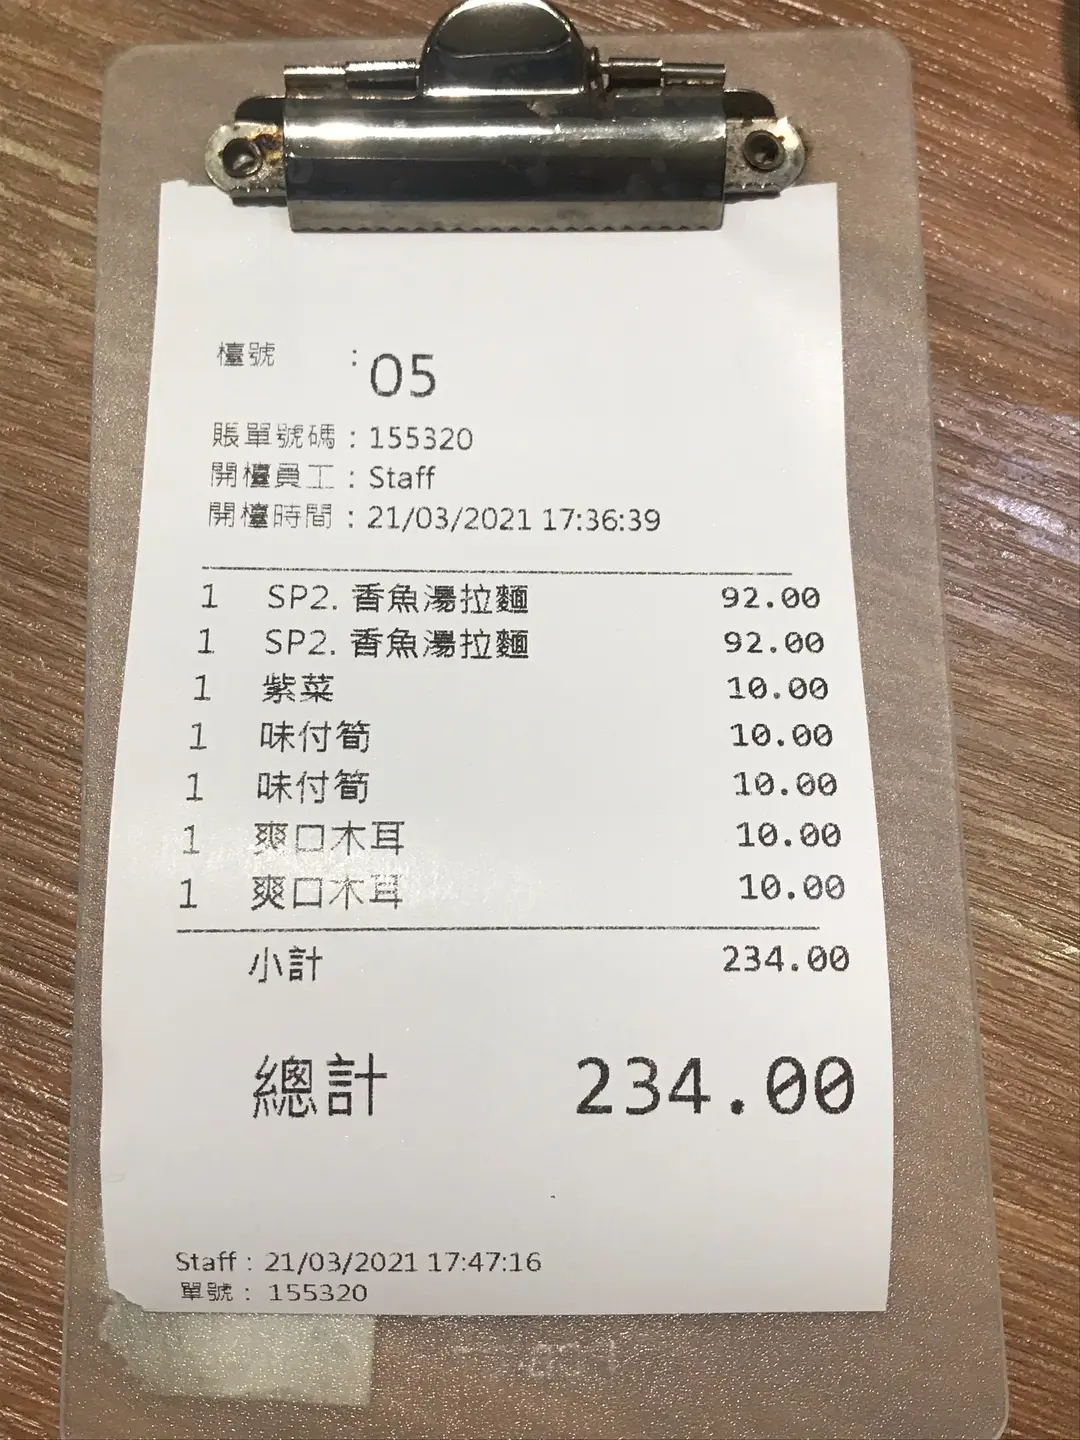 檯號 : 05
賬單號碼 : 155320
開檯員工 : Staff
開檯時間 : 21/03/2021 17:36:39
1 SP2. 香魚湯拉麵 92.00
1 SP2. 香魚湯拉麵 92.00
1 紫菜 10.00
1 味付筍 10.00
1 味付筍 10.00
1 爽口木耳 10.00
1 爽口木耳 10.00
小計 234.00
總計 234.00
Staff : 21/03/2021 17:47:16
單號 : 155320